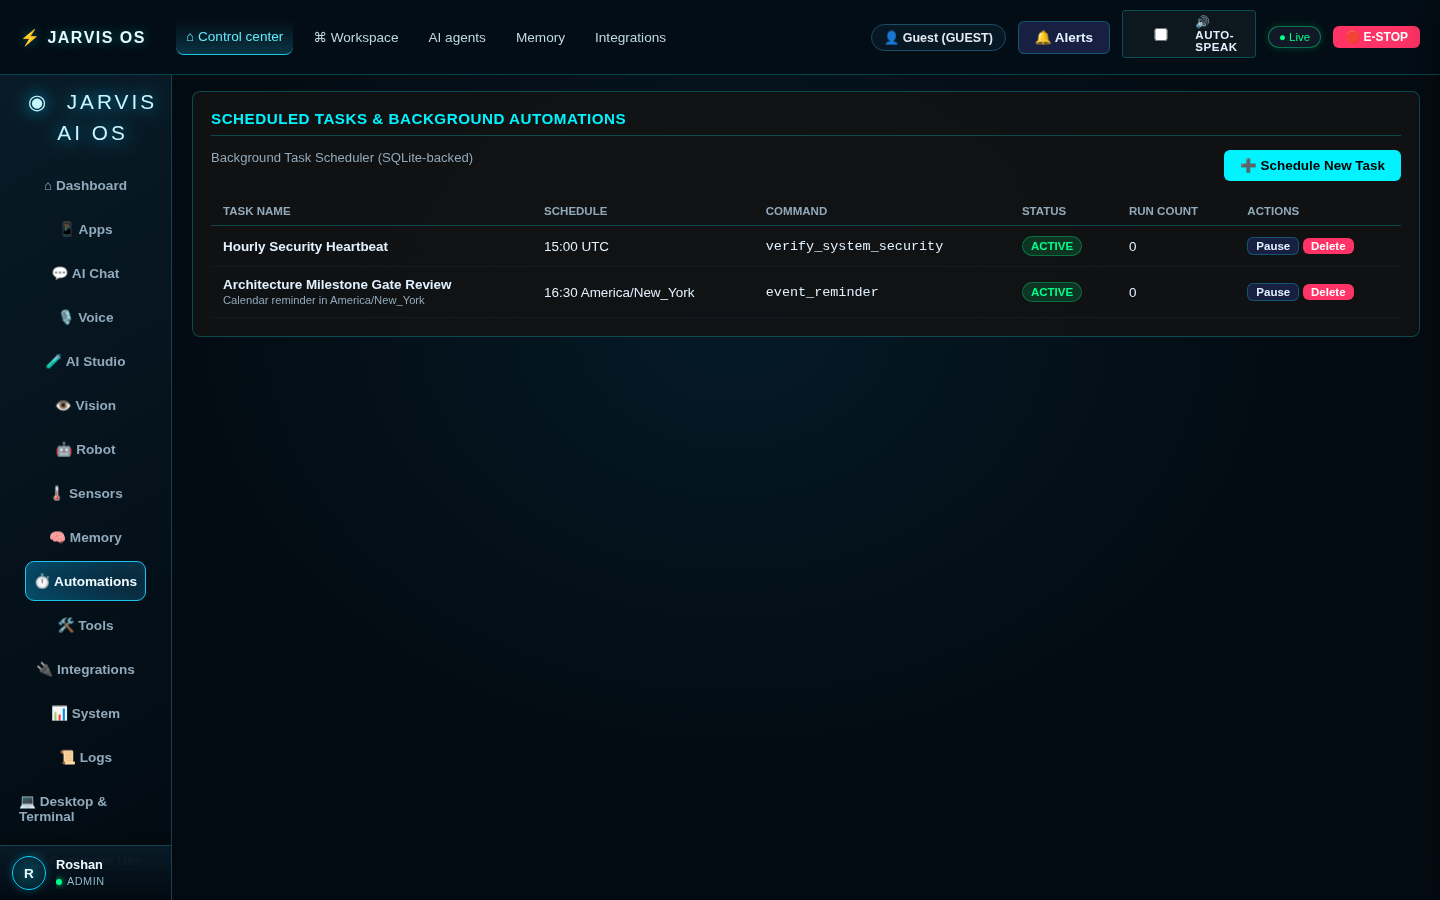 ⚡ JARVIS OS
⌂ Control center
⌘ Workspace
AI agents
Memory
Integrations
👤 Guest (GUEST)
🔔 Alerts
🔊 AUTO-SPEAK
● Live
🛑 E-STOP
◉ JARVIS
AI OS
⌂ Dashboard
📱 Apps
💬 AI Chat
🎙️ Voice
🧪 AI Studio
👁️ Vision
🤖 Robot
🌡️ Sensors
🧠 Memory
⏱️ Automations
🛠️ Tools
🔌 Integrations
📊 System
📜 Logs
💻 Desktop &
Terminal
R
Roshan
ADMIN
SCHEDULED TASKS & BACKGROUND AUTOMATIONS
Background Task Scheduler (SQLite-backed)
➕ Schedule New Task
TASK NAME SCHEDULE COMMAND STATUS RUN COUNT ACTIONS
Hourly Security Heartbeat 15:00 UTC verify_system_security ACTIVE 0 Pause Delete
Architecture Milestone Gate Review
Calendar reminder in America/New_York
16:30 America/New_York event_reminder ACTIVE 0 Pause Delete